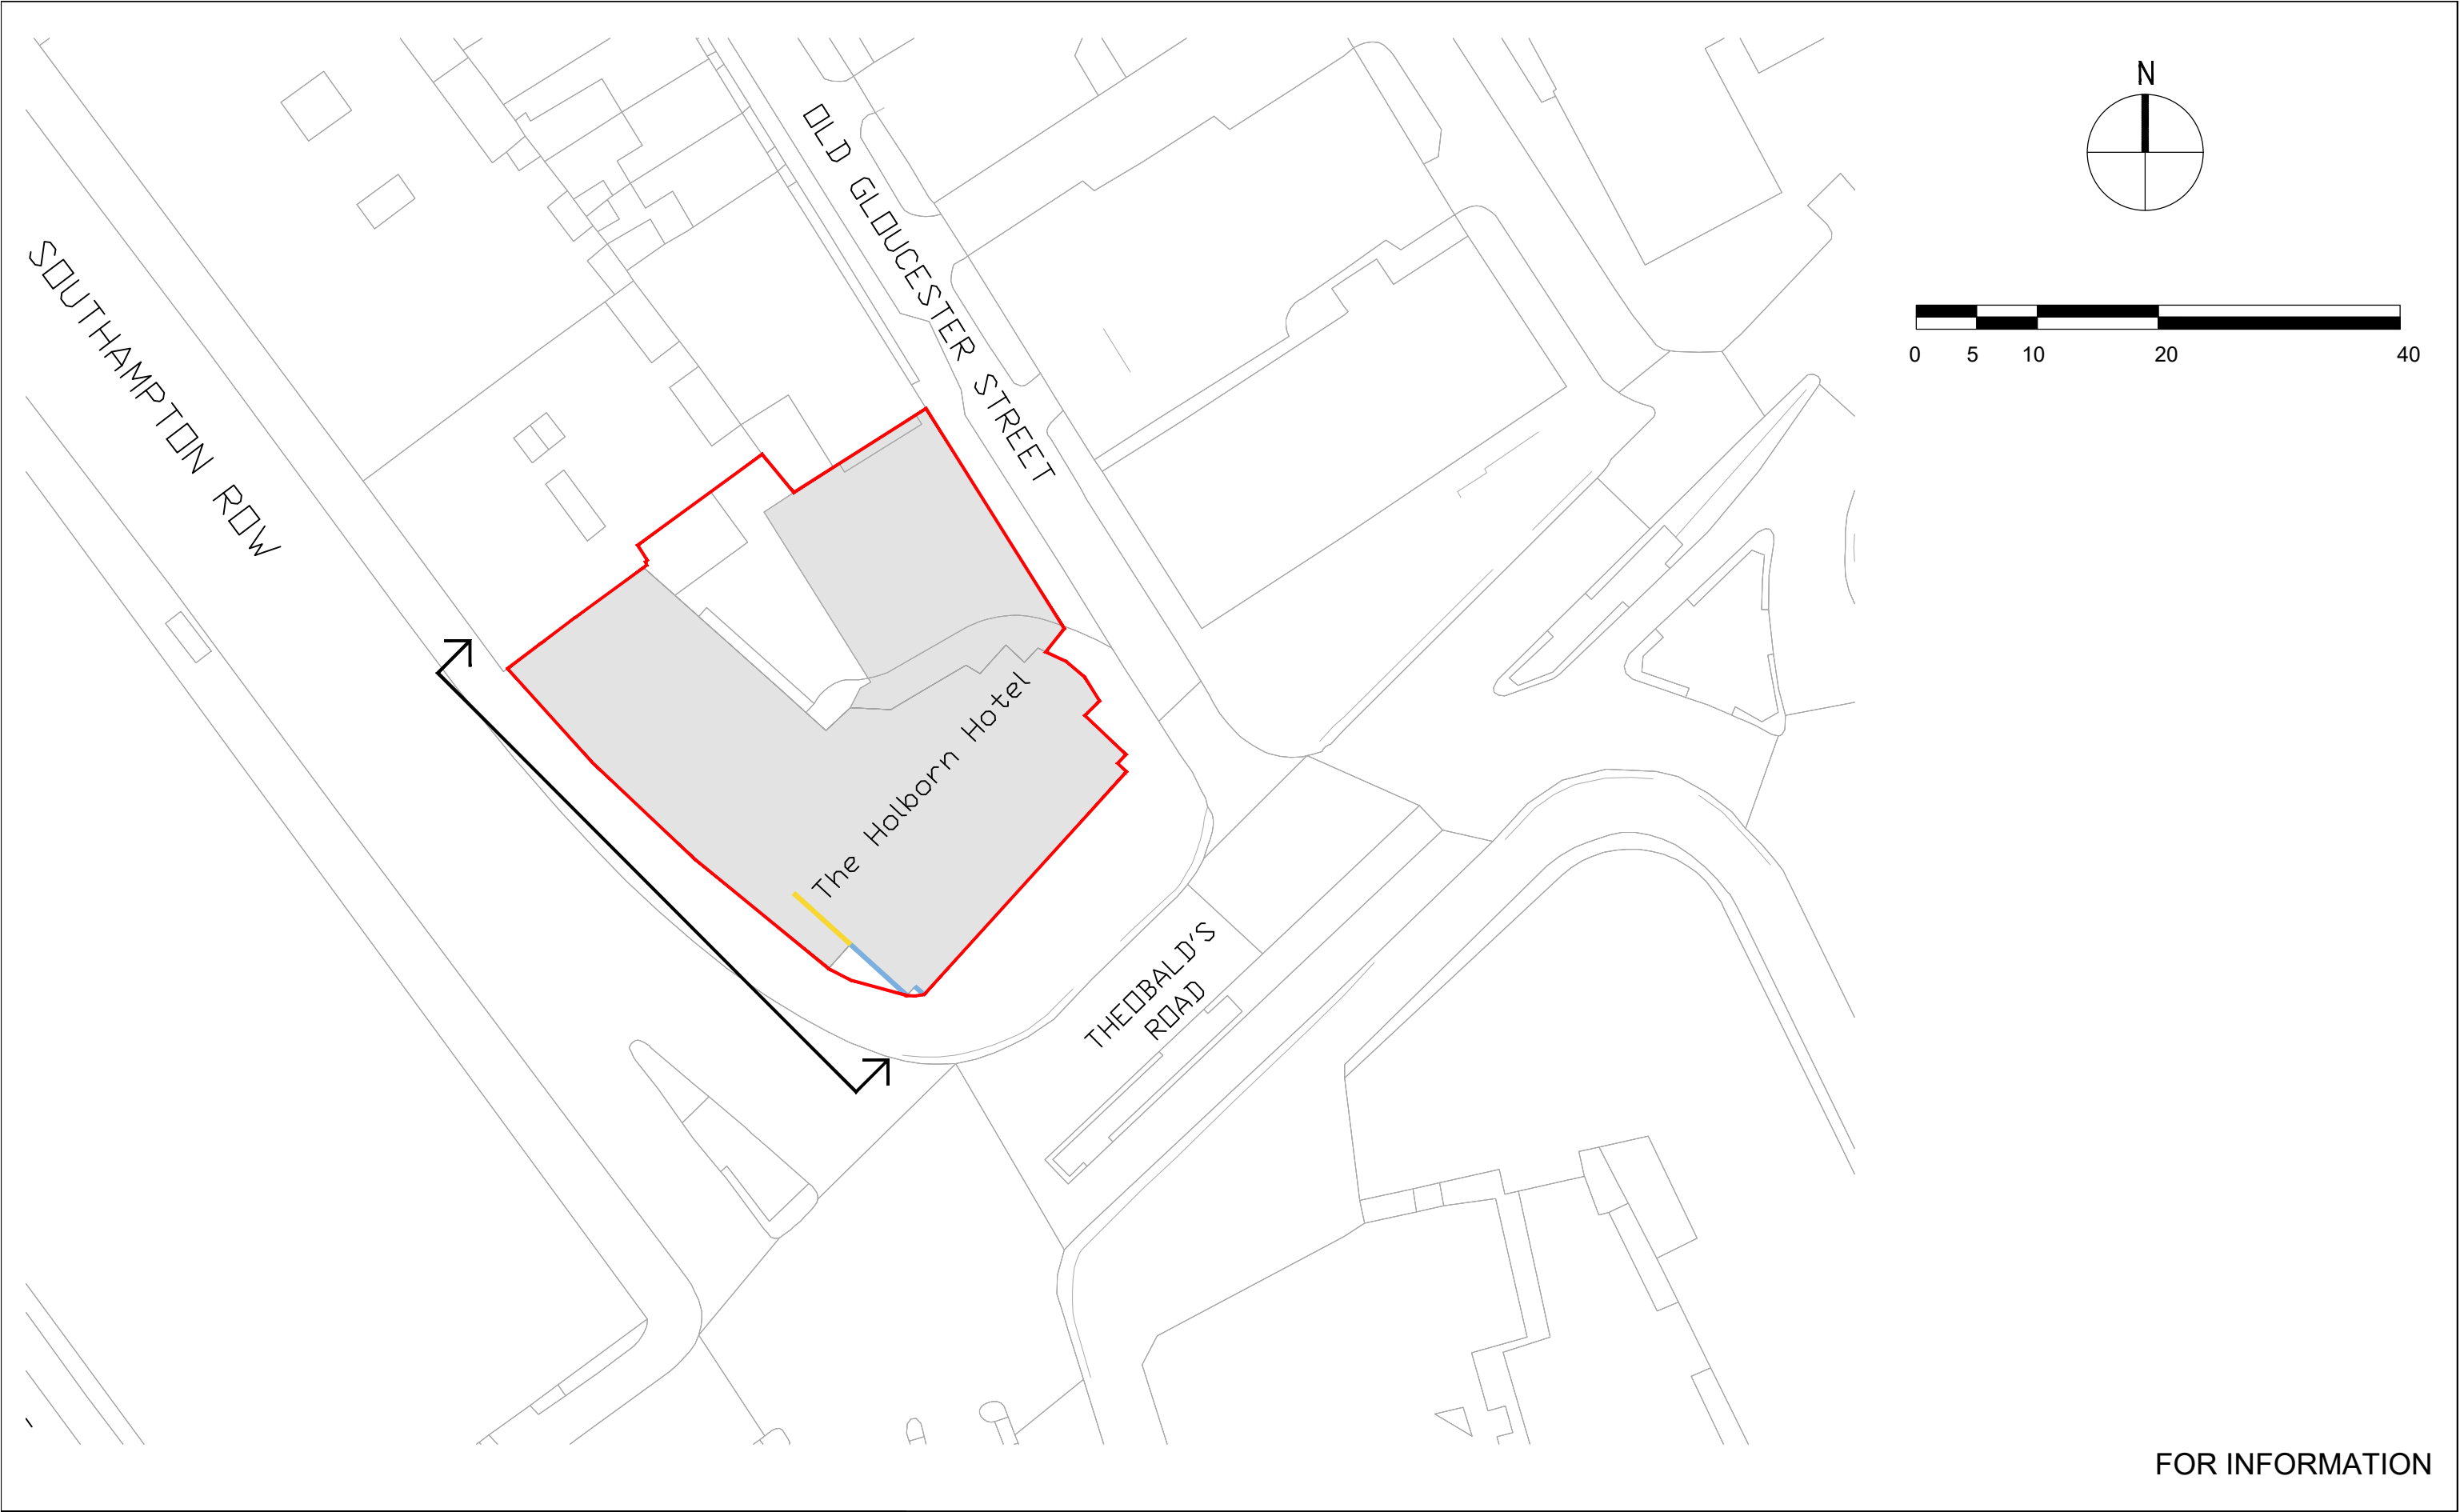 N
OLD GLOUCESTER STREET
SOUTHAMPTON ROW
0 5 10 20 40
The Holborn Hotel
THEOBALD'S
ROAD
FOR INFORMATION